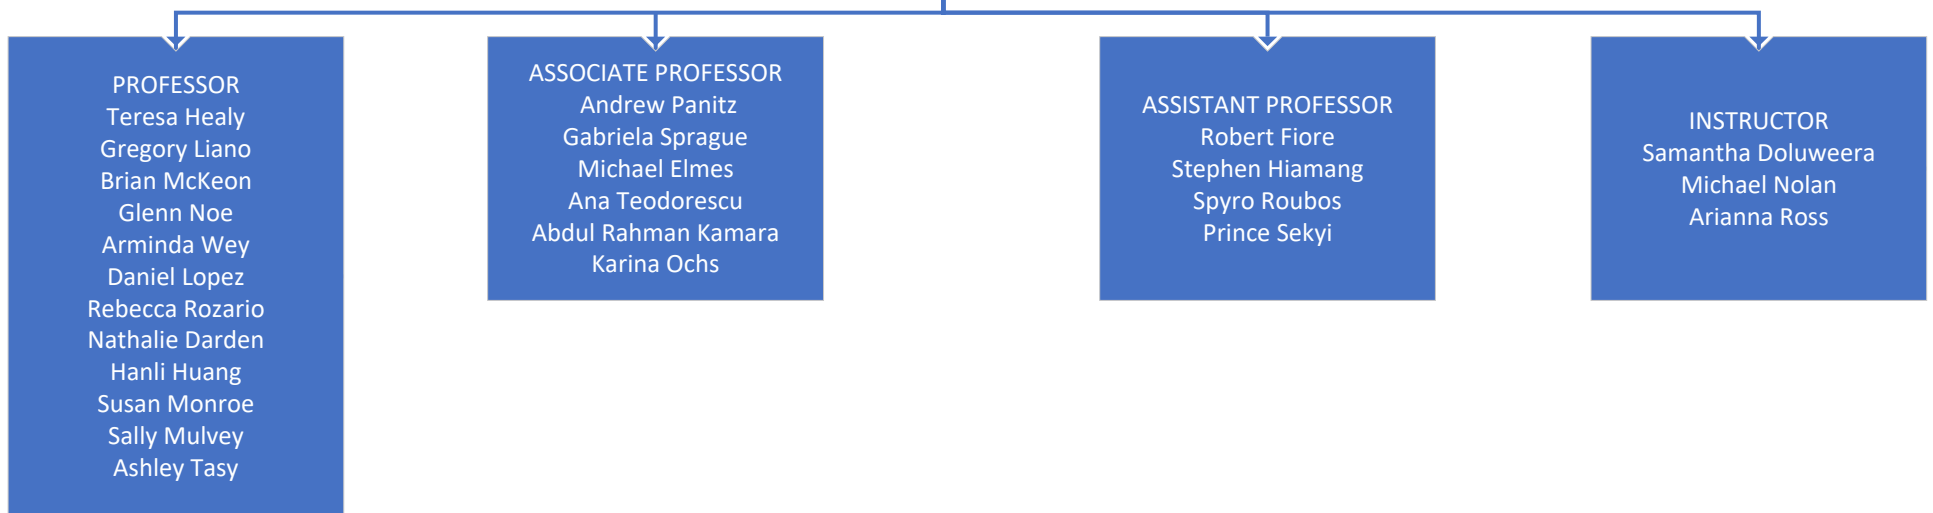 PROFESSOR
Teresa Healy
Gregory Liano
Brian McKeon
Glenn Noe
Arminda Wey
Daniel Lopez
Rebecca Rozario
Nathalie Darden
Hanli Huang
Susan Monroe
Sally Mulvey
Ashley Tasy
ASSOCIATE PROFESSOR
Andrew Panitz
Gabriela Sprague
Michael Elmes
Ana Teodorescu
Abdul Rahman Kamara
Karina Ochs
ASSISTANT PROFESSOR
Robert Fiore
Stephen Hiamang
Spyro Roubos
Prince Sekyi
INSTRUCTOR
Samantha Doluweera
Michael Nolan
Arianna Ross